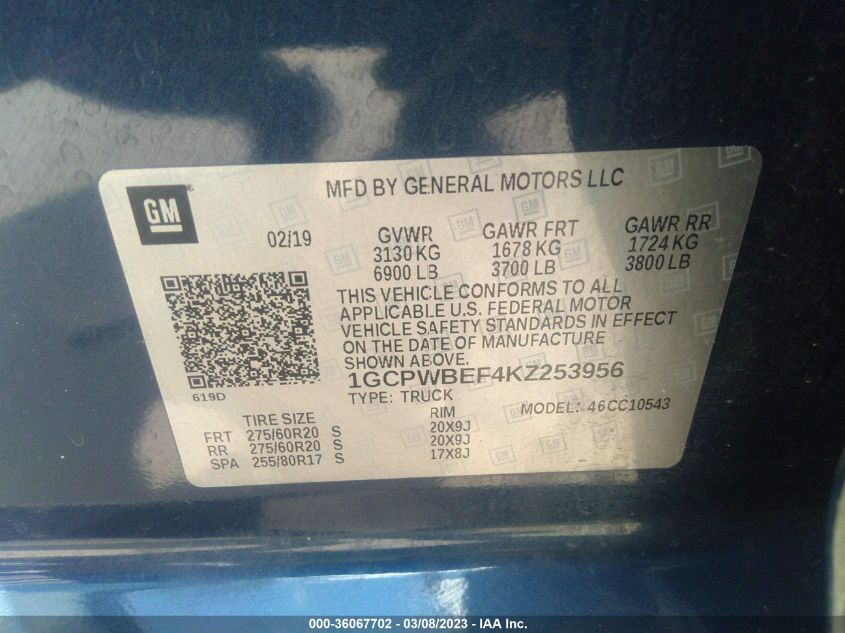 GM
MFD BY GENERAL MOTORS LLC
02/19
GVWR
3130 KG
6900 LB
GAWR FRT
1678 KG
3700 LB
GAWR RR
1724 KG
3800 LB
THIS VEHICLE CONFORMS TO ALL
APPLICABLE U.S. FEDERAL MOTOR
VEHICLE SAFETY STANDARDS IN EFFECT
ON THE DATE OF MANUFACTURE
SHOWN ABOVE.
619D
1GCPWBEF4KZ253956
TYPE: TRUCK
MODEL: 46CC10543
TIRE SIZE RIM
FRT 275/60R20 S 20X9J
RR 275/60R20 S 20X9J
SPA 255/80R17 S 17X8J
000-36067702 - 03/08/2023 - IAA Inc.